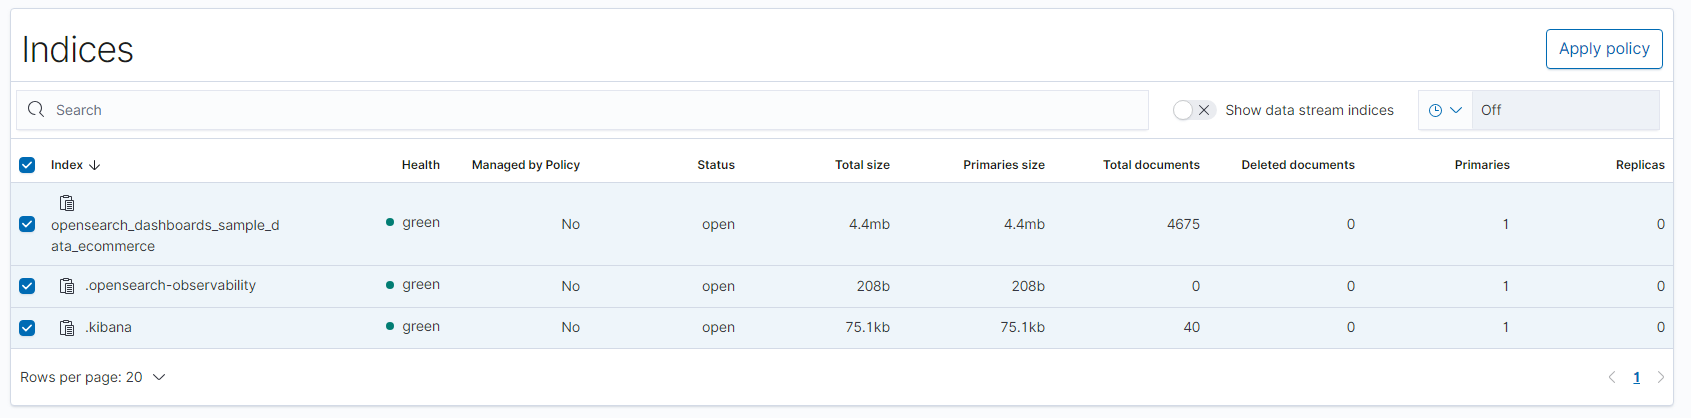 Indices
Apply policy
Search
Show data stream indices
Off
Index Health Managed by Policy Status Total size Primaries size Total documents Deleted documents Primaries Replicas
opensearch_dashboards_sample_d
ata_ecommerce
green No open 4.4mb 4.4mb 4675 0 1 0
.opensearch-observability green No open 208b 208b 0 0 1 0
.kibana green No open 75.1kb 75.1kb 40 0 1 0
Rows per page: 20
1